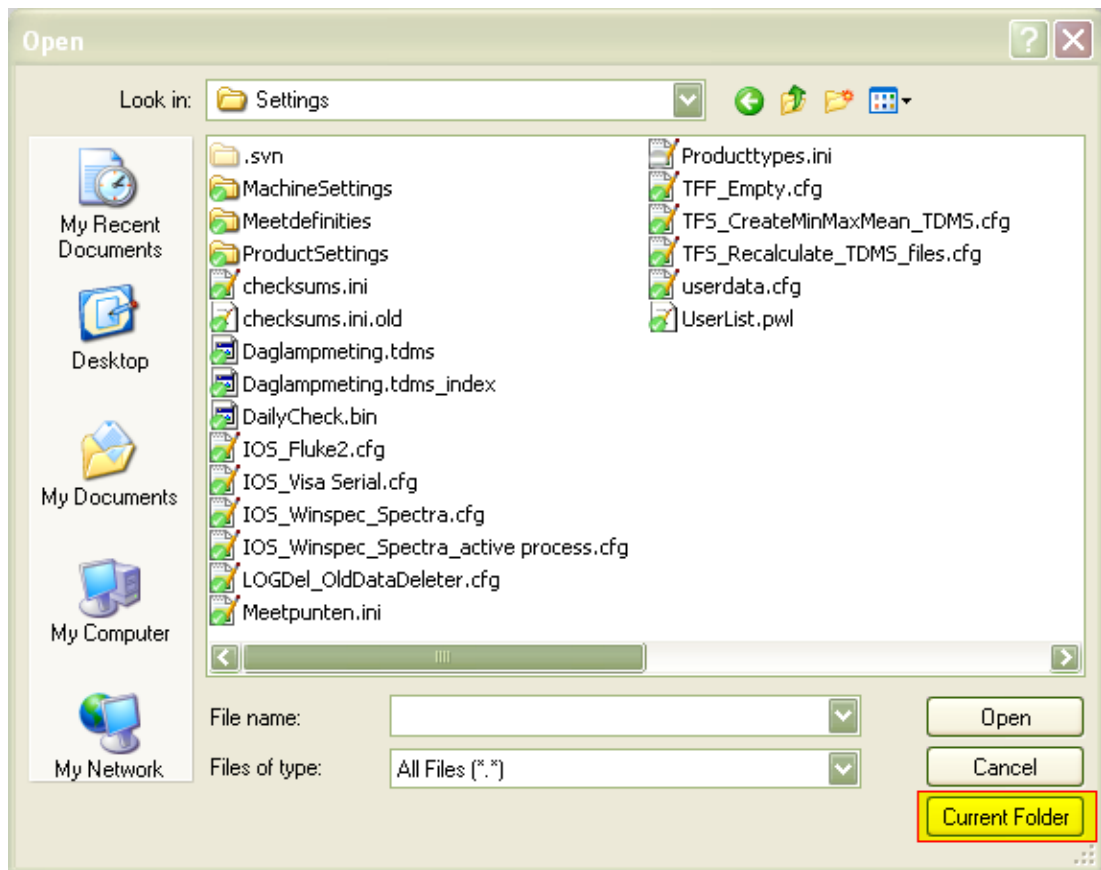 Open
Look in:
Settings
My Recent
Documents
Desktop
My Documents
My Computer
My Network
.svn
MachineSettings
Meetdefinities
ProductSettings
checksums.ini
checksums.ini.old
Daglampmeting.tdms
Daglampmeting.tdms_index
DailyCheck.bin
IOS_Fluke2.cfg
IOS_Visa Serial.cfg
IOS_Winspec_Spectra.cfg
IOS_Winspec_Spectra_active process.cfg
LOGDel_OldDataDeleter.cfg
Meetpunten.ini
Producttypes.ini
TFF_Empty.cfg
TFS_CreateMinMaxMean_TDMS.cfg
TFS_Recalculate_TDMS_files.cfg
userdata.cfg
UserList.pwl
File name:
Open
Files of type:
All Files (*.*)
Cancel
Current Folder